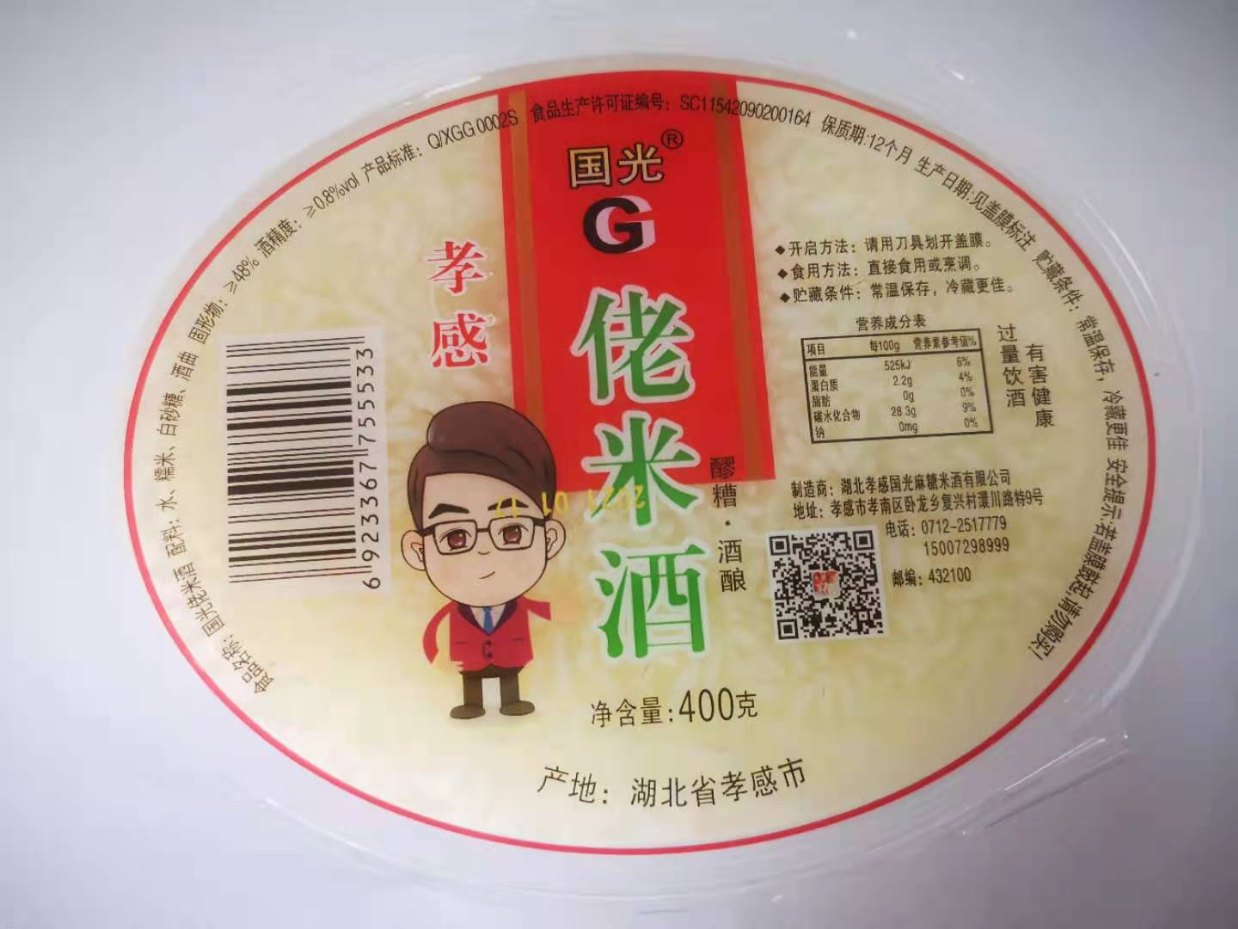 食品名称：国光佬米酒 配料：水、糯米、白砂糖、酒曲 固形物：≥48% 酒精度：≥0.8%vol 产品标准：Q/XGG 0002S 食品生产许可证编号：SC11542090200164 保质期:12个月 生产日期:见盖膜标注 贮藏条件：常温保存，冷藏更佳 安全提示:若盖膜鼓起,请勿购买!
国光®
G
孝感
佬米酒
醪糟·酒酿
6 923367 755533
◆开启方法：请用刀具划开盖膜。
◆食用方法：直接食用或烹调。
◆贮藏条件：常温保存，冷藏更佳。
营养成分表
项目 每100g 营养素参考值%
能量 525kJ 6%
蛋白质 2.2g 4%
脂肪 0g 0%
碳水化合物 28.3g 9%
钠 0mg 0%
过量饮酒
有害健康
制造商：湖北孝感国光麻糖米酒有限公司
地址：孝感市孝南区卧龙乡复兴村澴川路特9号
电话：0712-2517779
15007298999
邮编：432100
净含量:400克
产地：湖北省孝感市